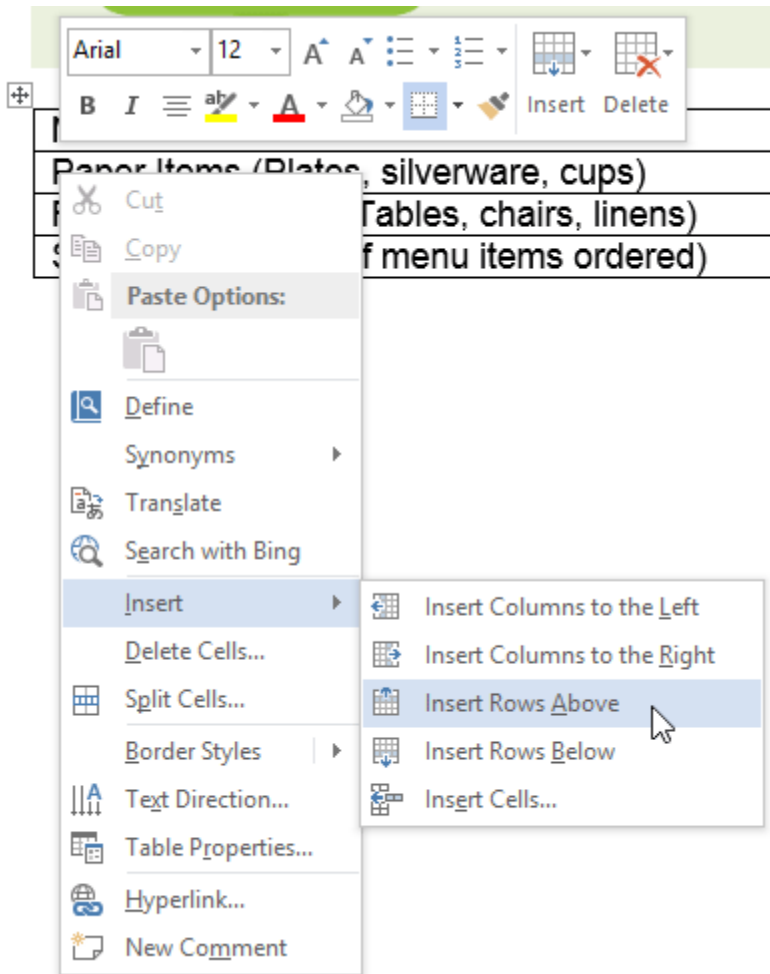 Arial 12 A A
B I ab A Insert Delete
Paper Items (Plates, silverware, cups)
Tables, chairs, linens)
f menu items ordered)
Cut
Copy
Paste Options:
Define
Synonyms
Translate
Search with Bing
Insert
Insert Columns to the Left
Delete Cells...
Insert Columns to the Right
Split Cells...
Insert Rows Above
Border Styles
Insert Rows Below
Text Direction...
Insert Cells...
Table Properties...
Hyperlink...
New Comment